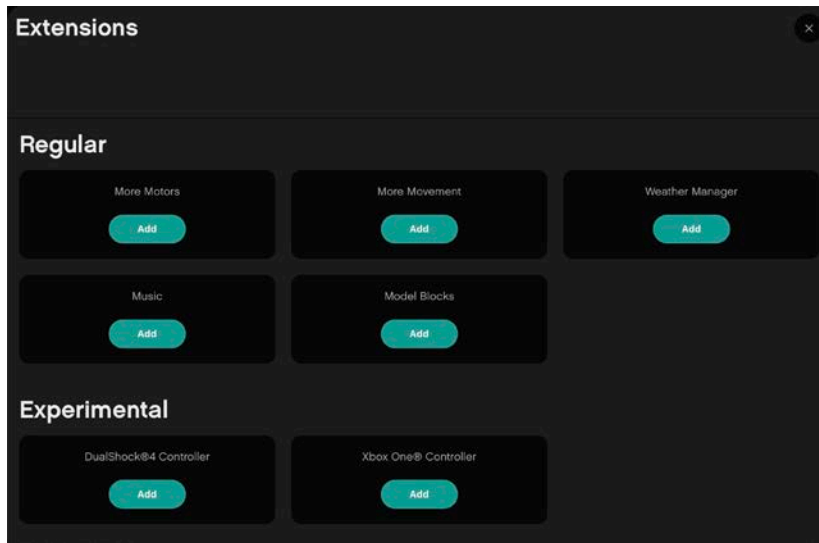 Extensions
×
Regular
More Motors
More Movement
Weather Manager
Add
Add
Add
Music
Model Blocks
Add
Add
Experimental
DualShock®4 Controller
Xbox One® Controller
Add
Add